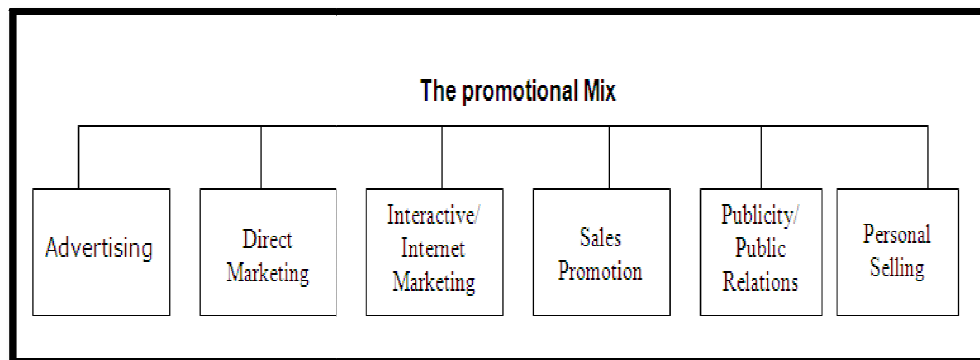 The promotional Mix
Advertising
Direct
Marketing
Interactive/
Internet
Marketing
Sales
Promotion
Publicity/
Public
Relations
Personal
Selling